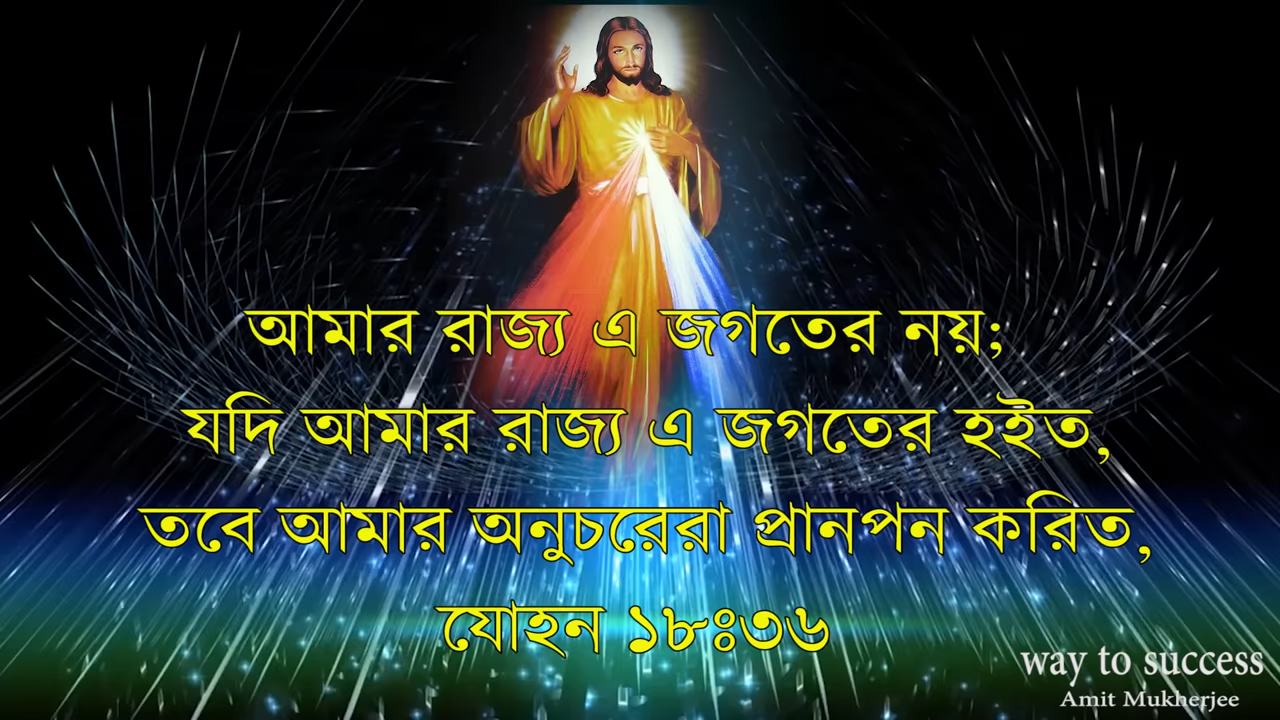 আমার রাজ্য এ জগতের নয়;
যদি আমার রাজ্য এ জগতের হইত,
তবে আমার অনুচরেরা প্রানপন করিত,
যোহন ১৮ঃ৩৬
way to success
Amit Mukherjee